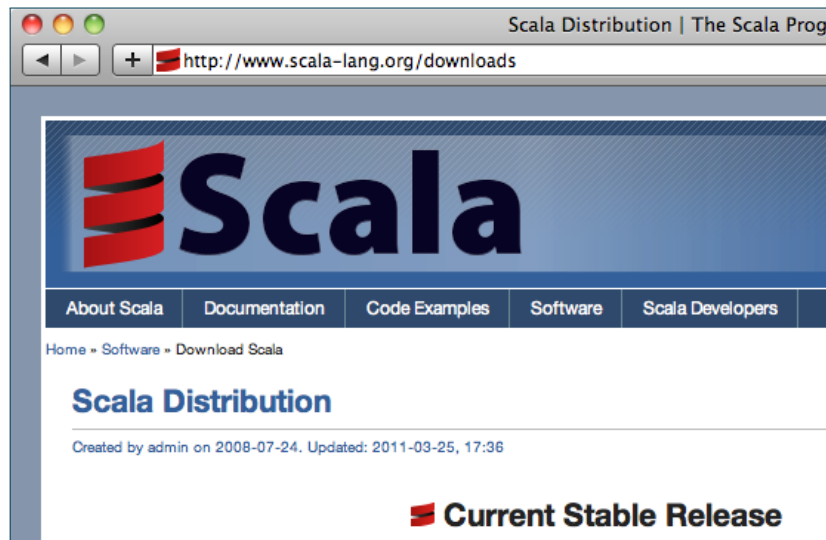 Scala Distribution | The Scala Prog
http://www.scala-lang.org/downloads
Scala
About Scala Documentation Code Examples Software Scala Developers
Home » Software » Download Scala
Scala Distribution
Created by admin on 2008-07-24. Updated: 2011-03-25, 17:36
Current Stable Release